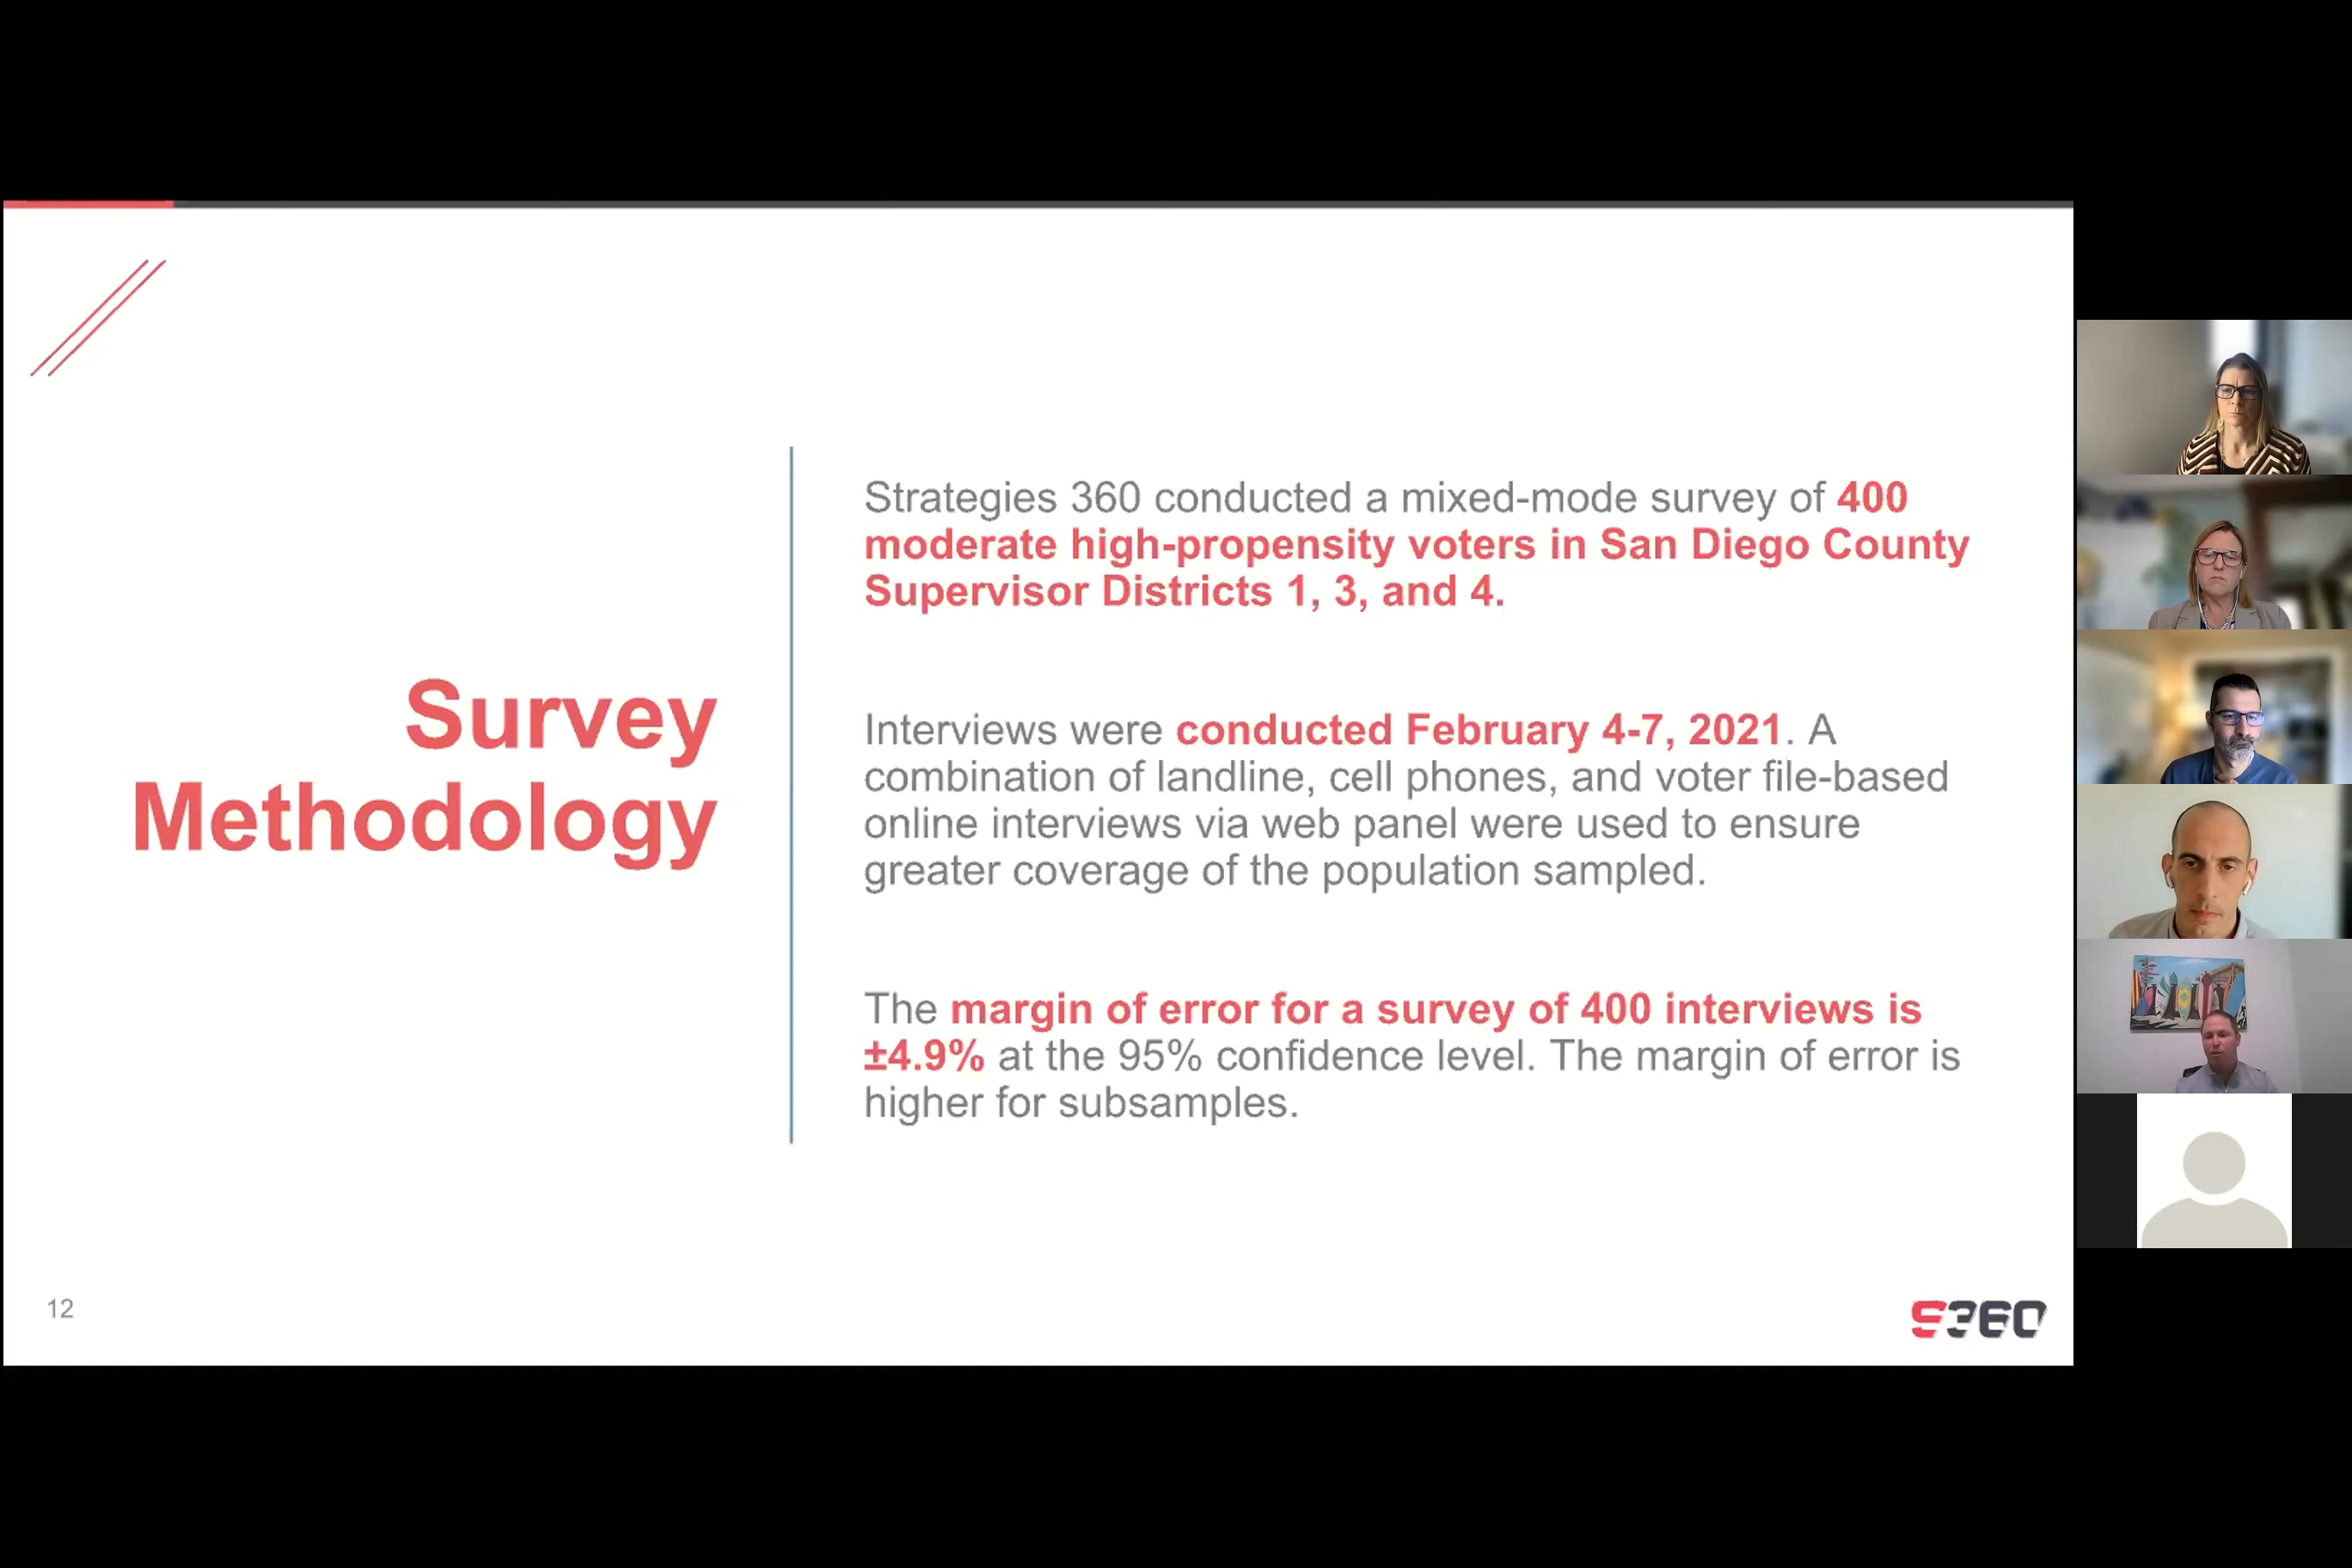 Survey
Methodology
Strategies 360 conducted a mixed-mode survey of 400
moderate high-propensity voters in San Diego County
Supervisor Districts 1, 3, and 4.
Interviews were conducted February 4-7, 2021. A
combination of landline, cell phones, and voter file-based
online interviews via web panel were used to ensure
greater coverage of the population sampled.
The margin of error for a survey of 400 interviews is
±4.9% at the 95% confidence level. The margin of error is
higher for subsamples.
12
S360